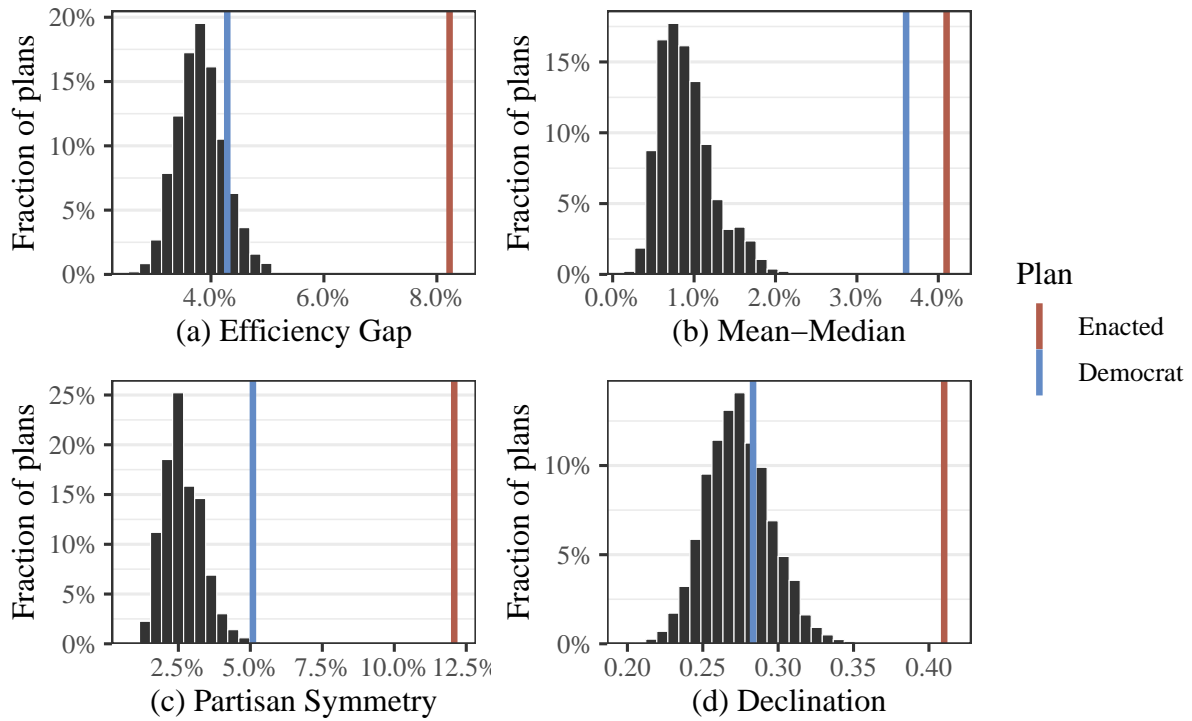 Fraction of plans
20%
15%
10%
5%
0%
4.0% 6.0% 8.0%
(a) Efficiency Gap
Fraction of plans
15%
10%
5%
0%
0.0% 1.0% 2.0% 3.0% 4.0%
(b) Mean−Median
Fraction of plans
25%
20%
15%
10%
5%
0%
2.5% 5.0% 7.5% 10.0% 12.5%
(c) Partisan Symmetry
Fraction of plans
10%
5%
0%
0.20 0.25 0.30 0.35 0.40
(d) Declination
Plan
Enacted
Democrat